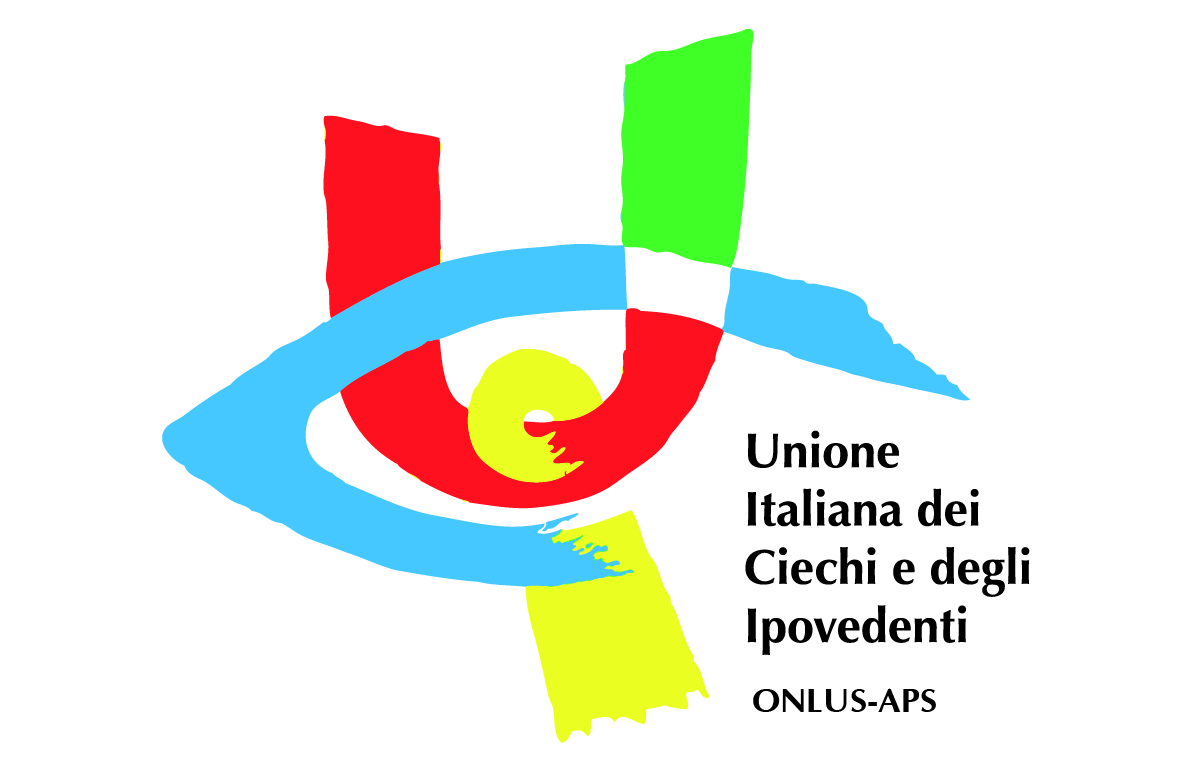 Unione
Italiana dei
Ciechi e degli
Ipovedenti
ONLUS-APS